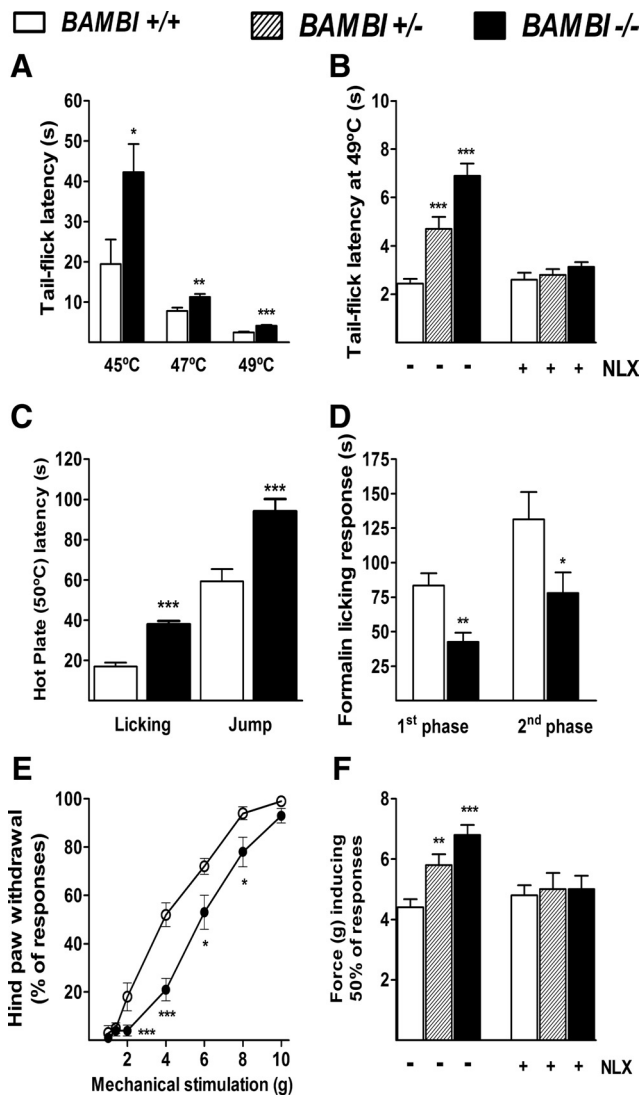 BAMBI +/+ BAMBI +/- BAMBI -/-
A
Tail-flick latency (s)
60
50
40
30
20
10
*
**
***
45ºC 47ºC 49ºC
B
Tail-flick latency at 49ºC (s)
10
8
6
4
2
***
***
- - - + + + NLX
C
Hot Plate (50ºC) latency (s)
120
100
80
60
40
20
***
***
Licking Jump
D
Formalin licking response (s)
175
150
125
100
75
50
25
**
*
1st phase 2nd phase
E
Hind paw withdrawal
(% of responses)
100
80
60
40
20
***
***
*
*
2 4 6 8 10
Mechanical stimulation (g)
F
Force (g) inducing
50% of responses
8
6
4
2
**
***
- - - + + + NLX